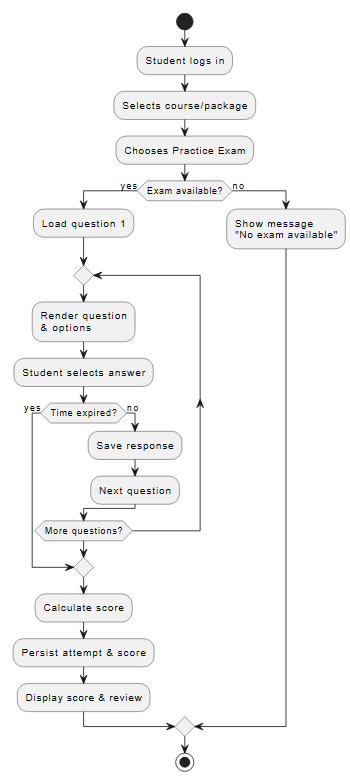 Student logs in
Selects course/package
Chooses Practice Exam
yes
Exam available?
no
Load question 1
Show message
"No exam available"
Render question
& options
Student selects answer
yes
Time expired?
no
Save response
Next question
More questions?
Calculate score
Persist attempt & score
Display score & review